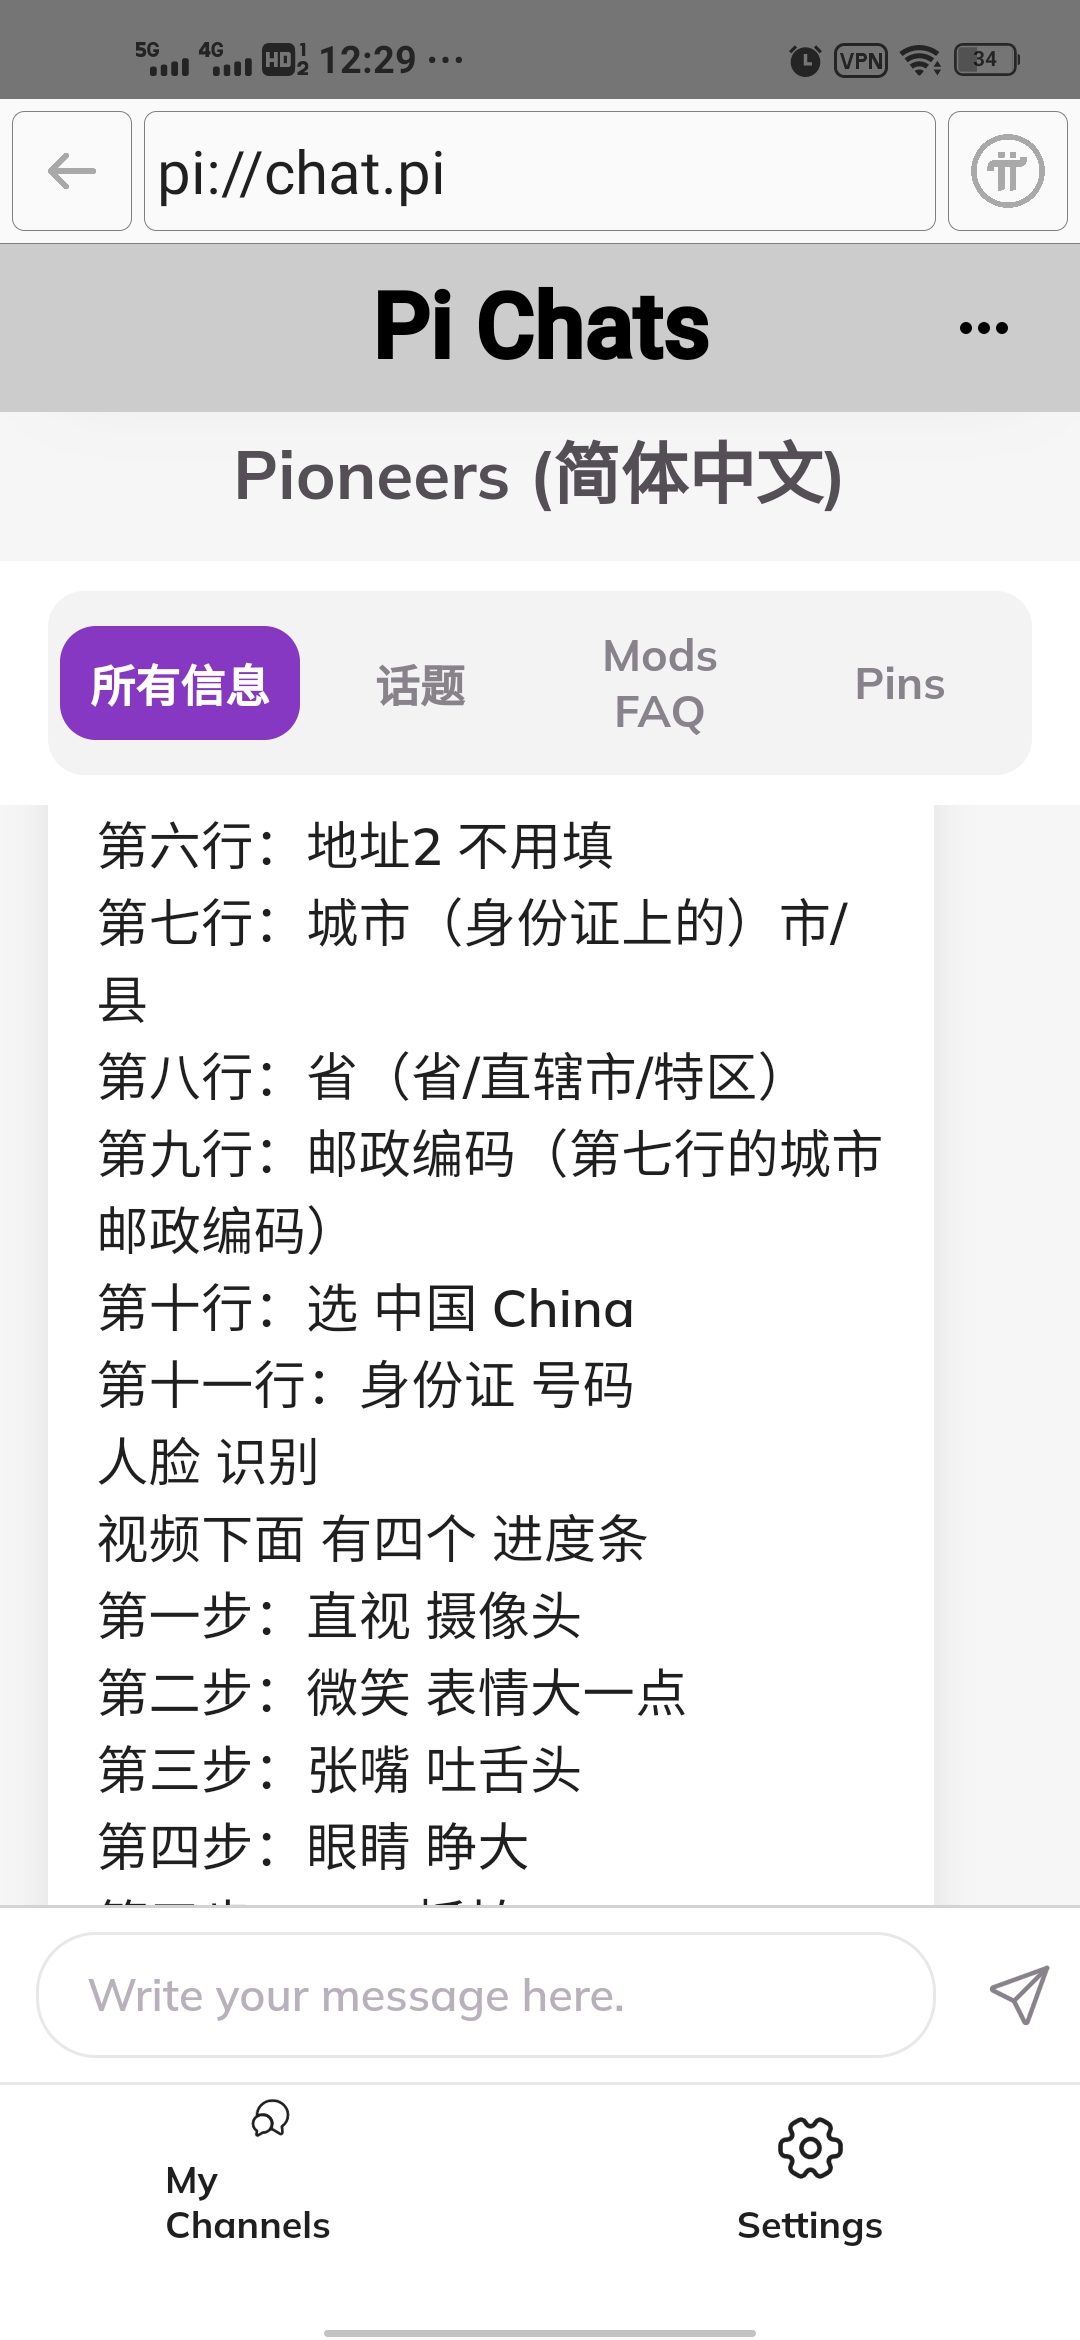 5G 4G HD 1 2 12:29 ... VPN 34
pi://chat.pi
Pi Chats
Pioneers (简体中文)
所有信息 话题 Mods FAQ Pins
第六行：地址2 不用填
第七行：城市（身份证上的）市/
县
第八行：省（省/直辖市/特区）
第九行：邮政编码（第七行的城市
邮政编码）
第十行：选 中国 China
第十一行：身份证 号码
人脸 识别
视频下面 有四个 进度条
第一步：直视 摄像头
第二步：微笑 表情大一点
第三步：张嘴 吐舌头
第四步：眼睛 睁大
Write your message here.
My
Channels
Settings